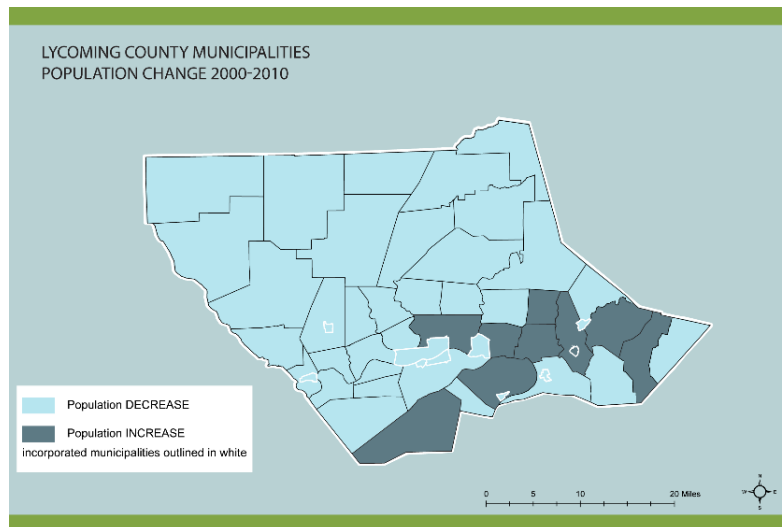 LYCOMING COUNTY MUNICIPALITIES
POPULATION CHANGE 2000-2010
Population DECREASE
Population INCREASE
incorporated municipalities outlined in white
0 5 10 20 Miles
N
W E
S